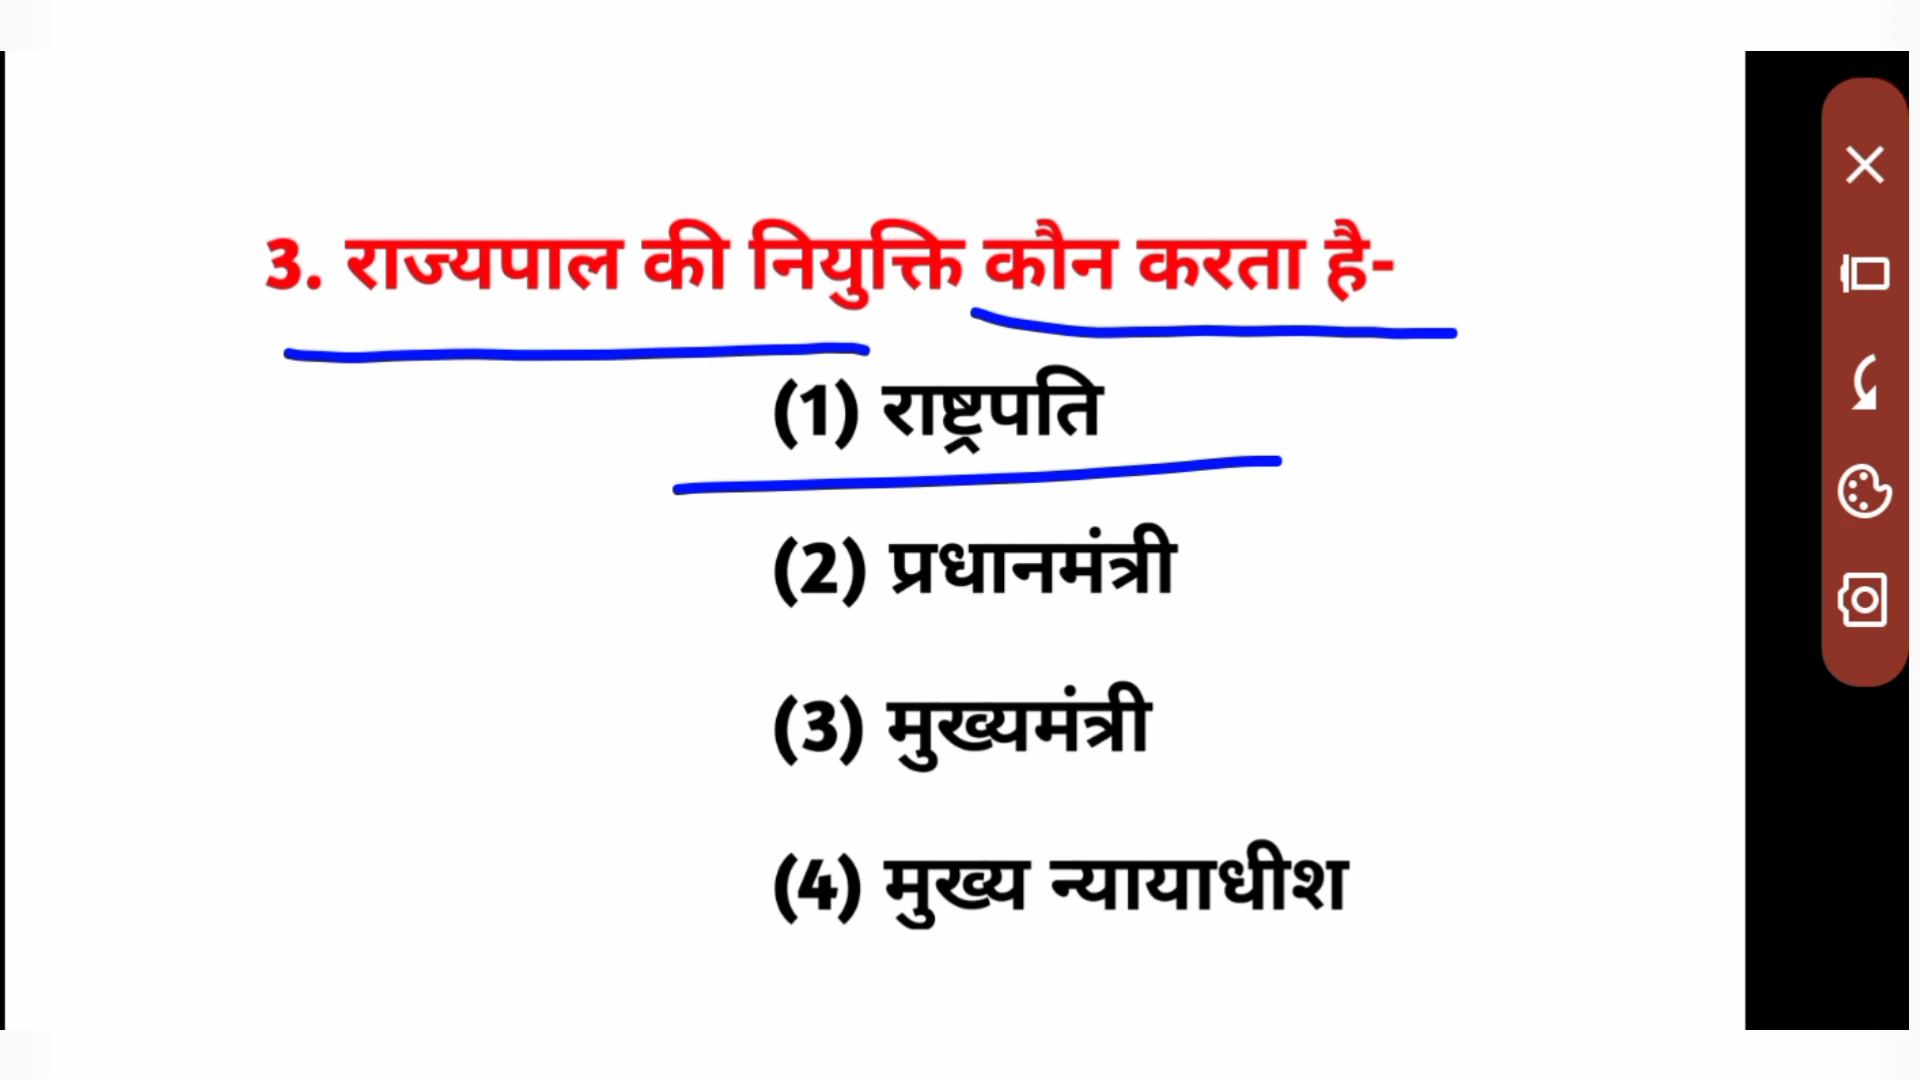 3. राज्यपाल की नियुक्ति कौन करता है-
(1) राष्ट्रपति
(2) प्रधानमंत्री
(3) मुख्यमंत्री
(4) मुख्य न्यायाधीश